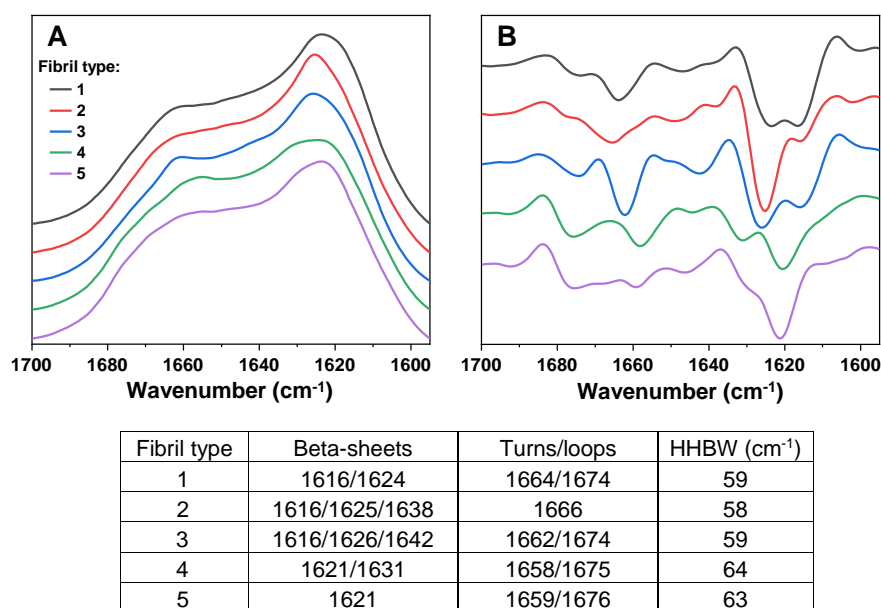 A
Fibril type:
1
2
3
4
5
1700 1680 1660 1640 1620 1600
Wavenumber (cm⁻¹)
B
1700 1680 1660 1640 1620 1600
Wavenumber (cm⁻¹)
Fibril type Beta-sheets Turns/loops HHBW (cm⁻¹)
1 1616/1624 1664/1674 59
2 1616/1625/1638 1666 58
3 1616/1626/1642 1662/1674 59
4 1621/1631 1658/1675 64
5 1621 1659/1676 63